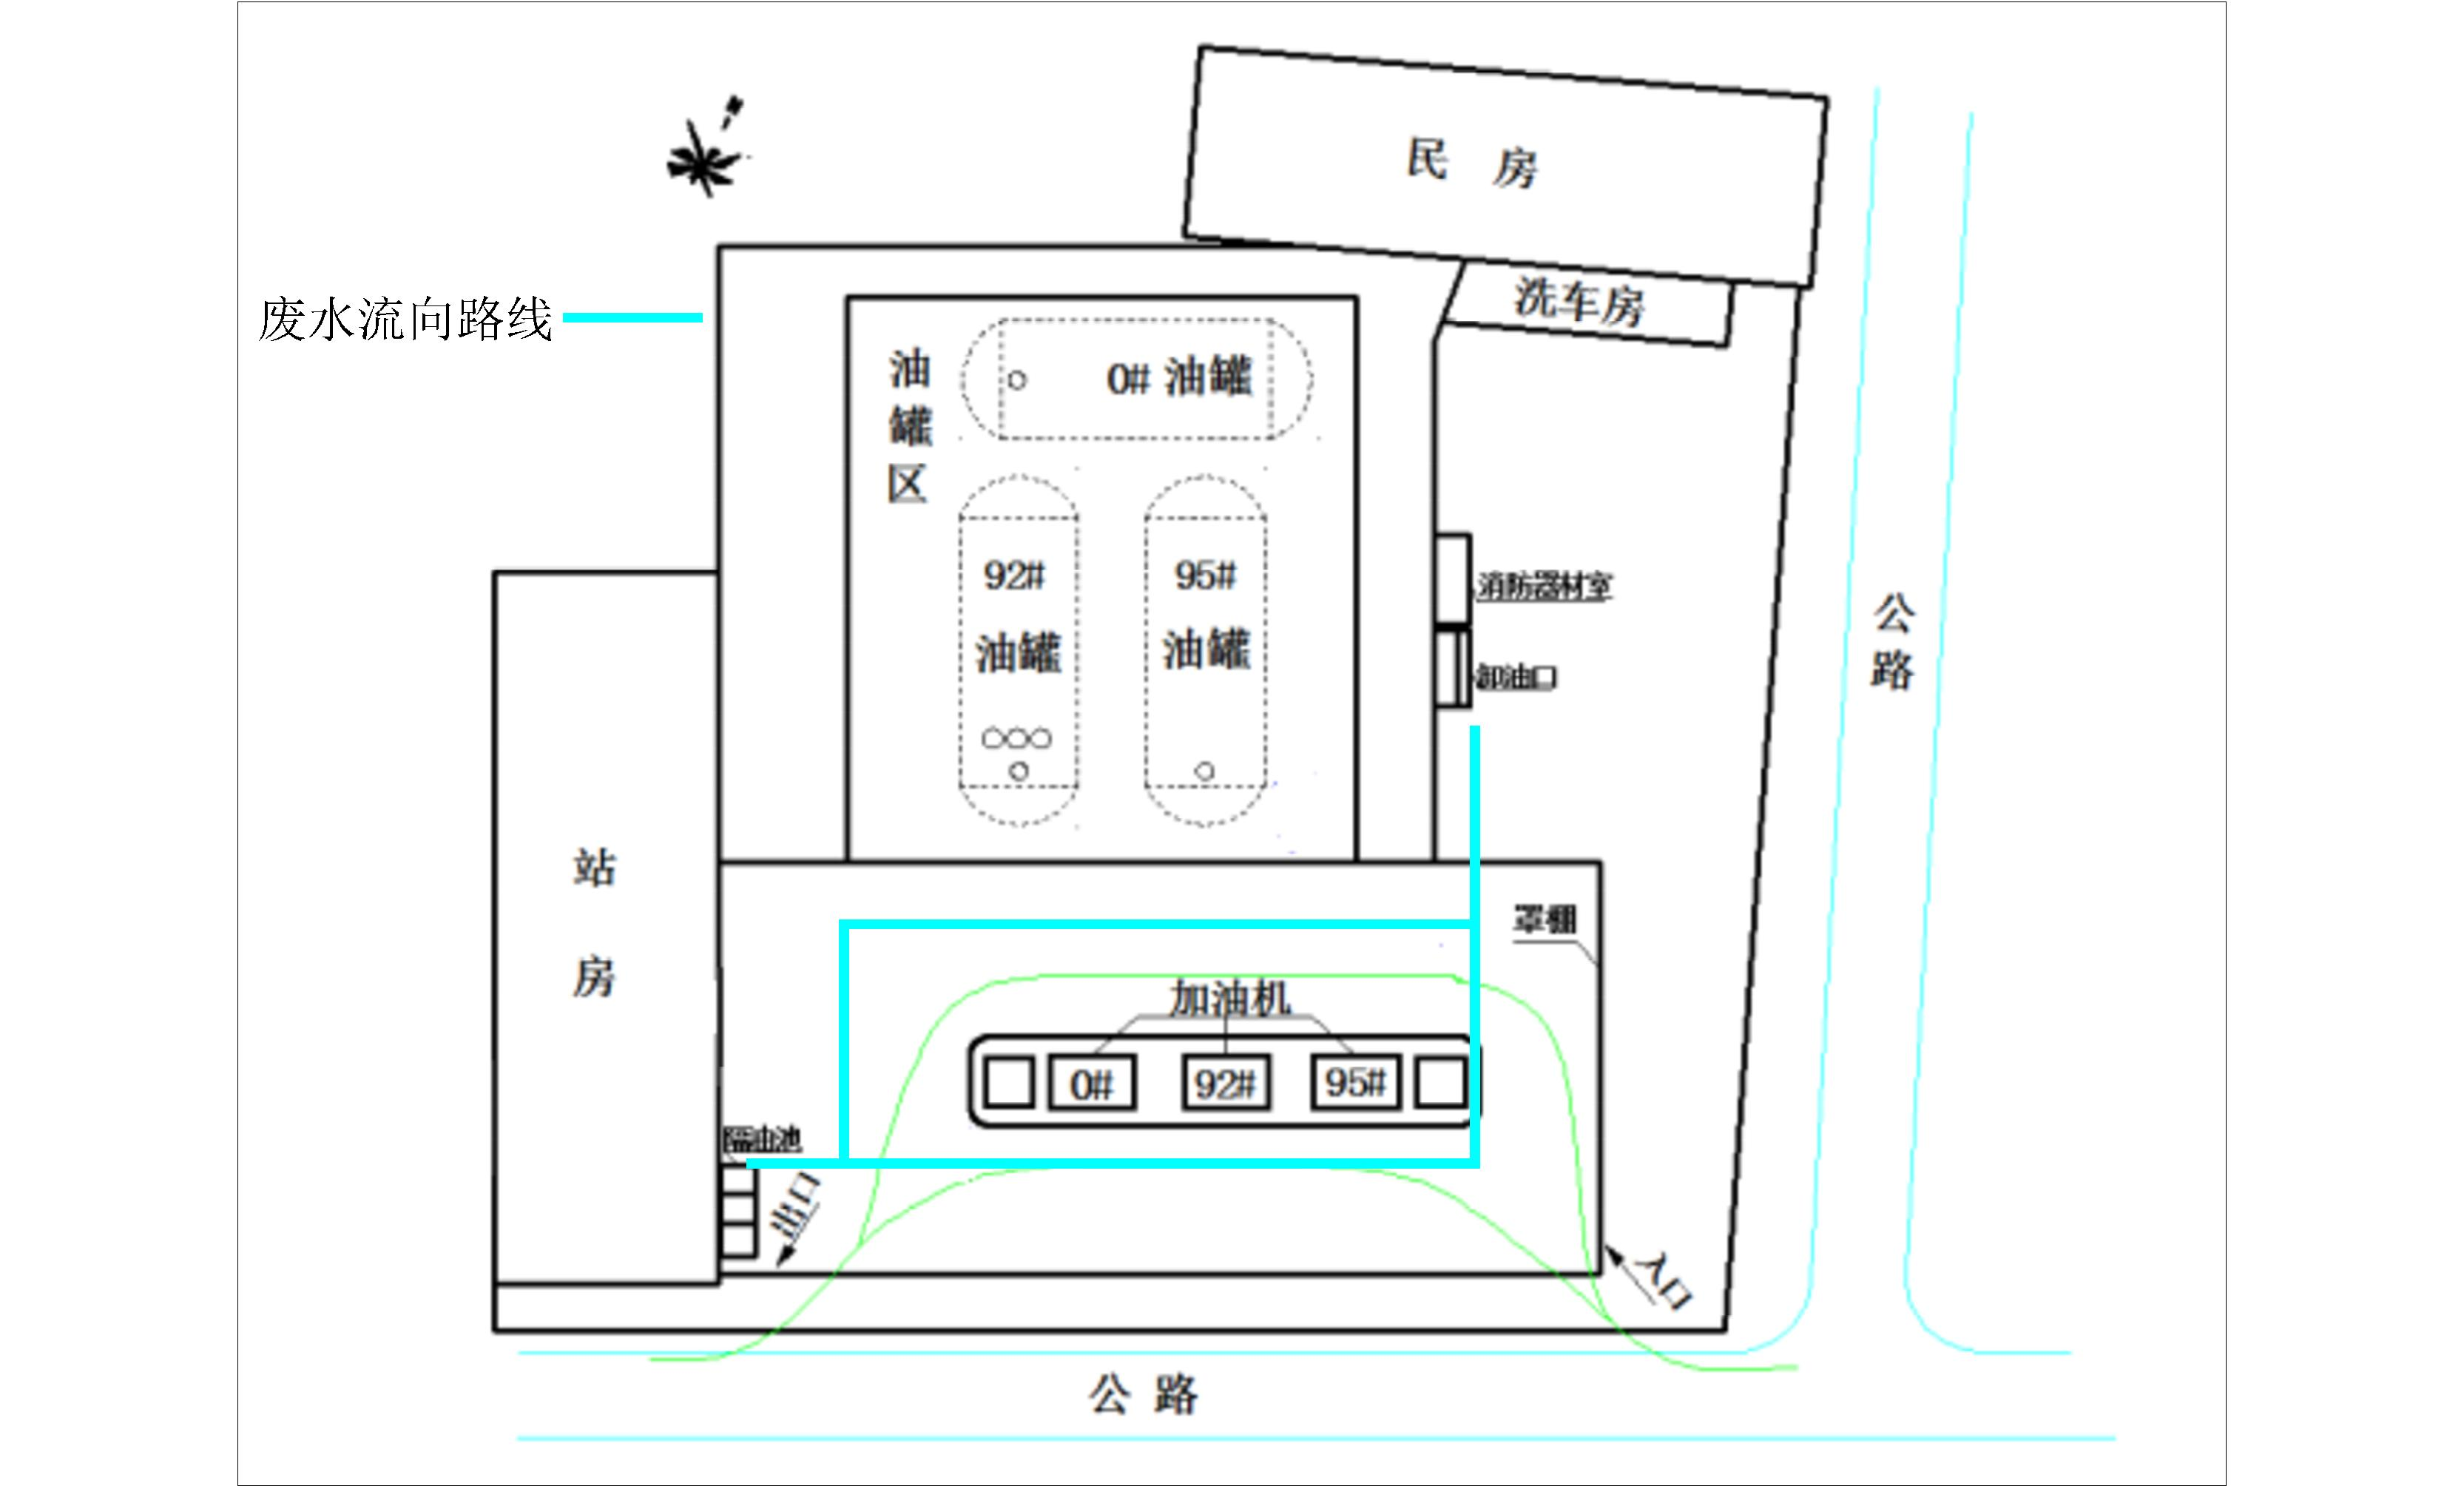 民 房
洗车房
废水流向路线
油罐区
0# 油罐
92#
油罐
95#
油罐
消防器材室
卸油口
公路
站房
罩棚
加油机
0#
92#
95#
隔油池
出口
入口
公 路